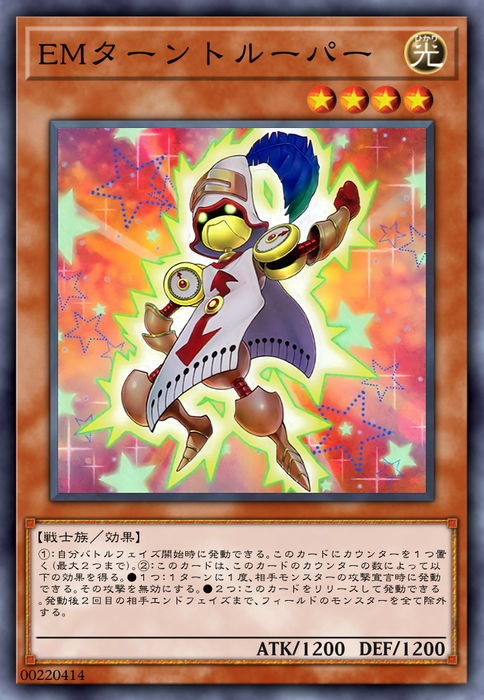 EMターントルーパー
ひかり
光
【戦士族／効果】
①:自分バトルフェイズ開始時に発動できる。このカードにカウンターを１つ置
く(最大２つまで)。②:このカードは、このカードのカウンターの数によって以
下の効果を得る。●１つ:１ターンに１度、相手モンスターの攻撃宣言時に発動
できる。その攻撃を無効にする。●２つ:このカードをリリースして発動できる
。発動後２回目の相手エンドフェイズまで、フィールドのモンスターを全て除外
する。
ATK/1200 DEF/1200
00220414